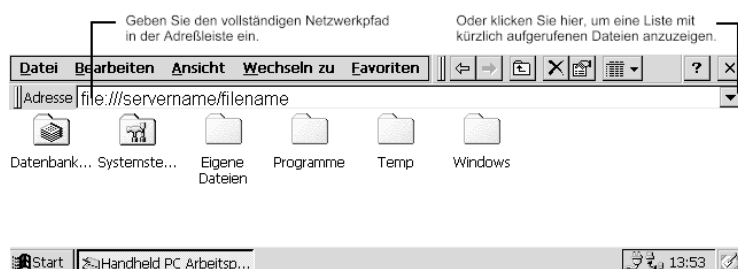 Geben Sie den vollständigen Netzwerkpfad
in der Adreßleiste ein.
Oder klicken Sie hier, um eine Liste mit
kürzlich aufgerufenen Dateien anzuzeigen.
Datei Bearbeiten Ansicht Wechseln zu Favoriten ? ×
Adresse file:///servername/filename
Datenbank... Systemste... Eigene Dateien Programme Temp Windows
Start Handheld PC Arbeitsp... 13:53